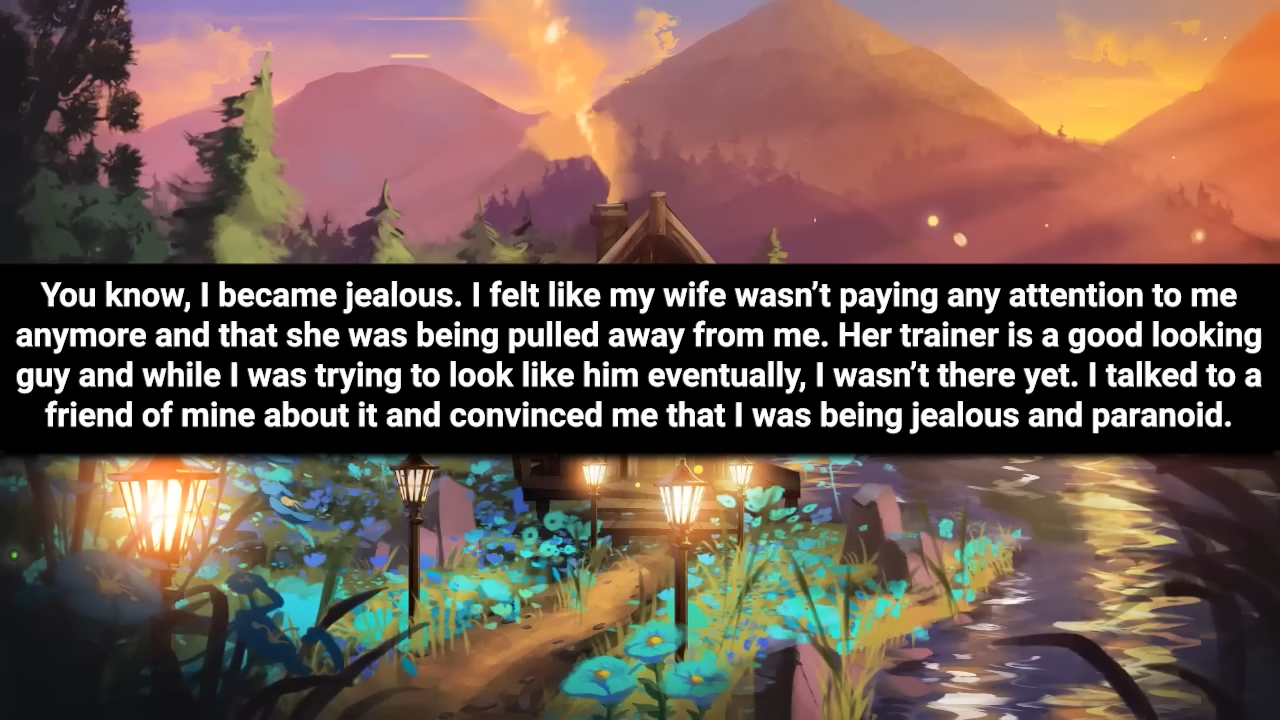 You know, I became jealous. I felt like my wife wasn’t paying any attention to me
anymore and that she was being pulled away from me. Her trainer is a good looking
guy and while I was trying to look like him eventually, I wasn’t there yet. I talked to a
friend of mine about it and convinced me that I was being jealous and paranoid.